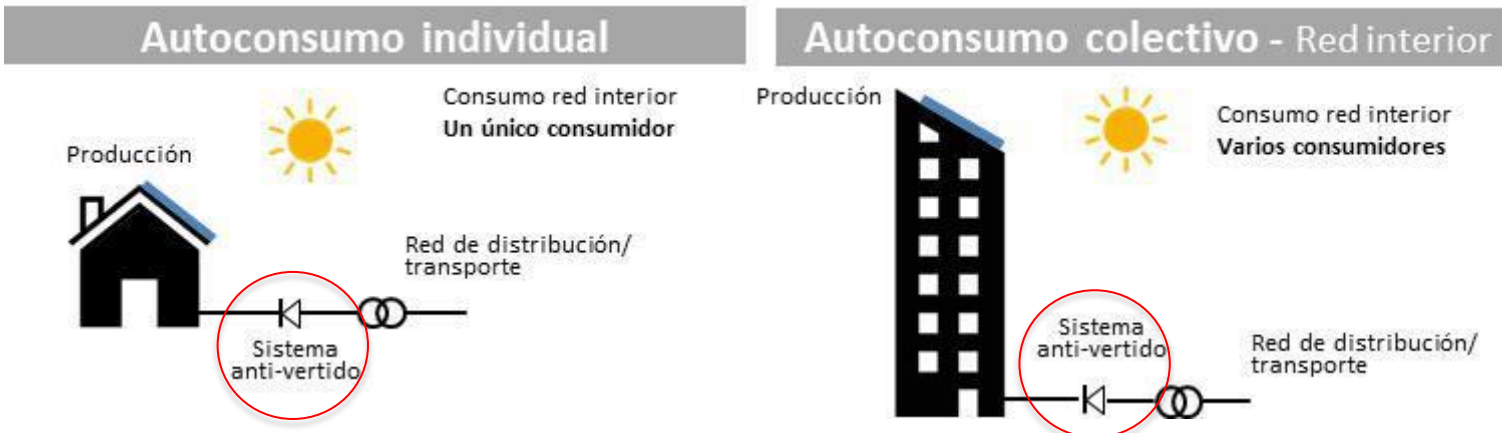 Autoconsumo individual
Consumo red interior
Un único consumidor
Producción
Red de distribución/
transporte
Sistema
anti-vertido
Autoconsumo colectivo - Red interior
Producción
Consumo red interior
Varios consumidores
Sistema
anti-vertido
Red de distribución/
transporte